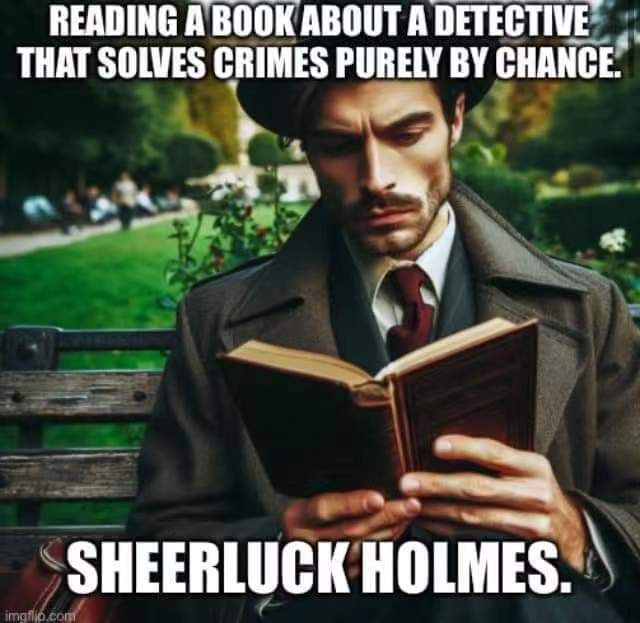 READING A BOOK ABOUT A DETECTIVE
THAT SOLVES CRIMES PURELY BY CHANCE.
SHEERLUCK HOLMES.
imgflip.com